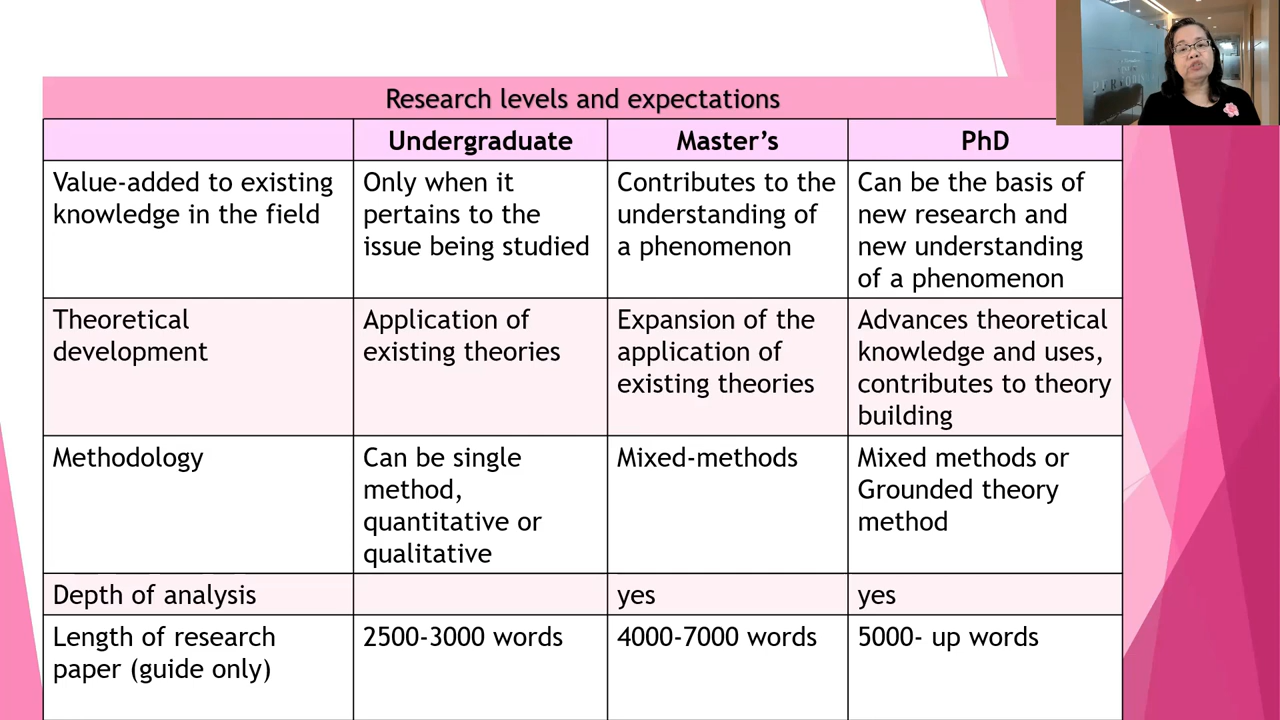 Research levels and expectations
Undergraduate
Master's
PhD
Value-added to existing
knowledge in the field
Only when it
pertains to the
issue being studied
Contributes to the
understanding of
a phenomenon
Can be the basis of
new research and
new understanding
of a phenomenon
Theoretical
development
Application of
existing theories
Expansion of the
application of
existing theories
Advances theoretical
knowledge and uses,
contributes to theory
building
Methodology
Can be single
method,
quantitative or
qualitative
Mixed-methods
Mixed methods or
Grounded theory
method
Depth of analysis
yes
yes
Length of research
paper (guide only)
2500-3000 words
4000-7000 words
5000- up words